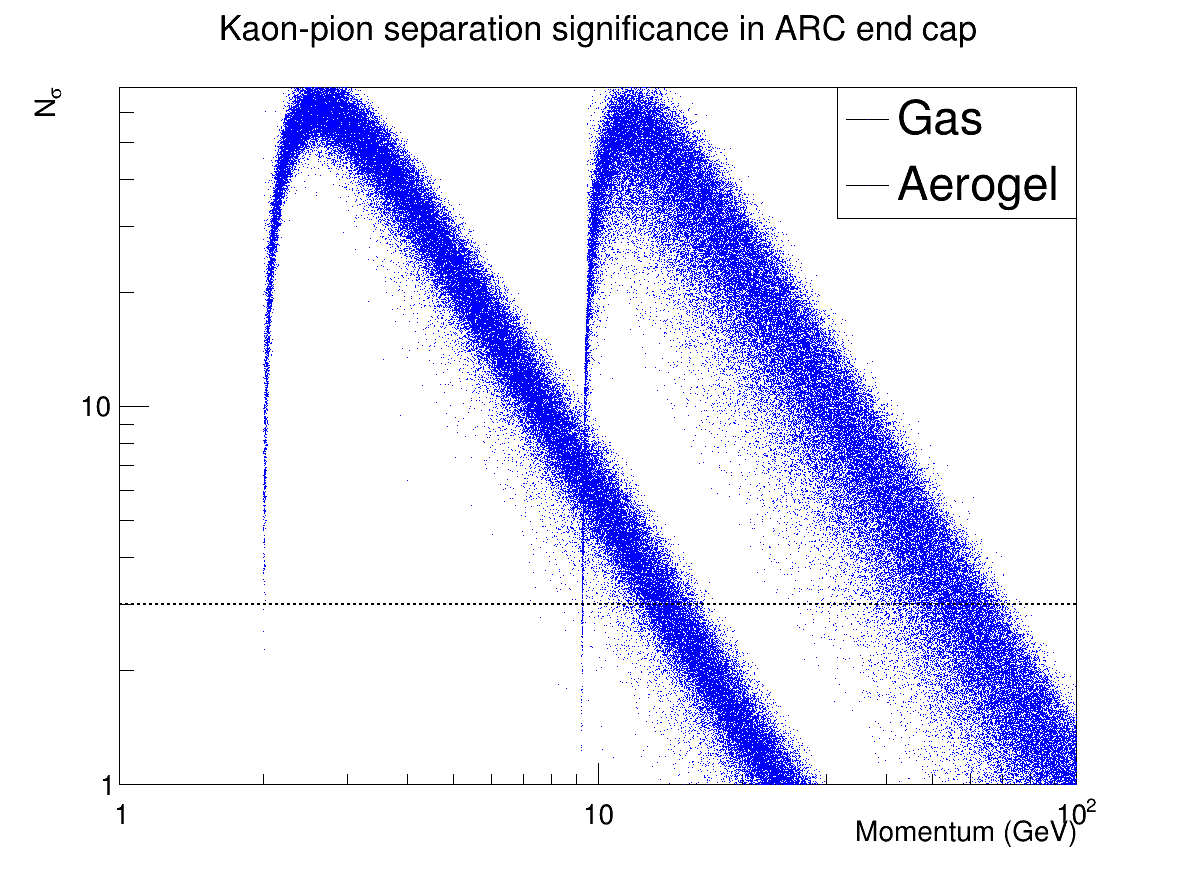 Kaon-pion separation significance in ARC end cap
Nσ
Gas
Aerogel
10
1
1
10
10²
Momentum (GeV)